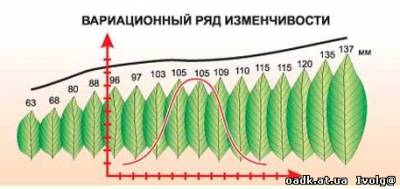 ВАРИАЦИОННЫЙ РЯД ИЗМЕНЧИВОСТИ
63 68 80 88 96 97 103 105 105 109 110 115 115 120 135 137 мм
oadk.at.ua Ivolg@